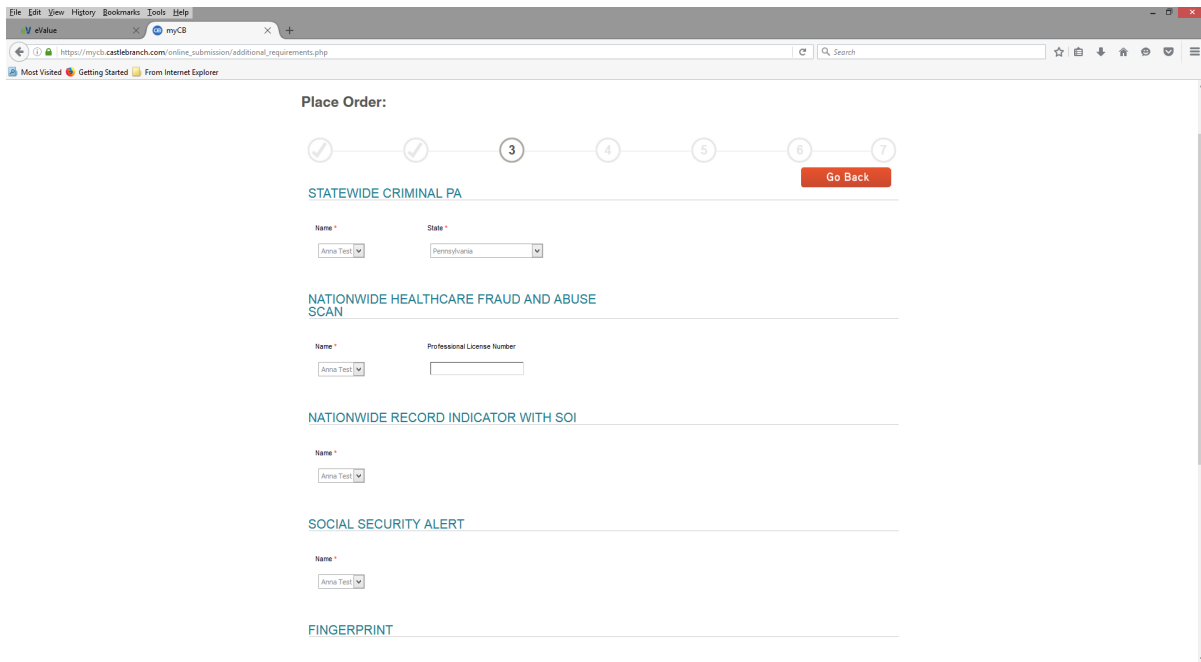 File Edit View History Bookmarks Tools Help
eValue myCB
https://mycb.castlebranch.com/online_submission/additional_requirements.php Search
Most Visited Getting Started From Internet Explorer
Place Order:
3 4 5 6 7
Go Back
STATEWIDE CRIMINAL PA
Name * State *
Anna Test Pennsylvania
NATIONWIDE HEALTHCARE FRAUD AND ABUSE
SCAN
Name * Professional License Number
Anna Test
NATIONWIDE RECORD INDICATOR WITH SOI
Name *
Anna Test
SOCIAL SECURITY ALERT
Name *
Anna Test
FINGERPRINT